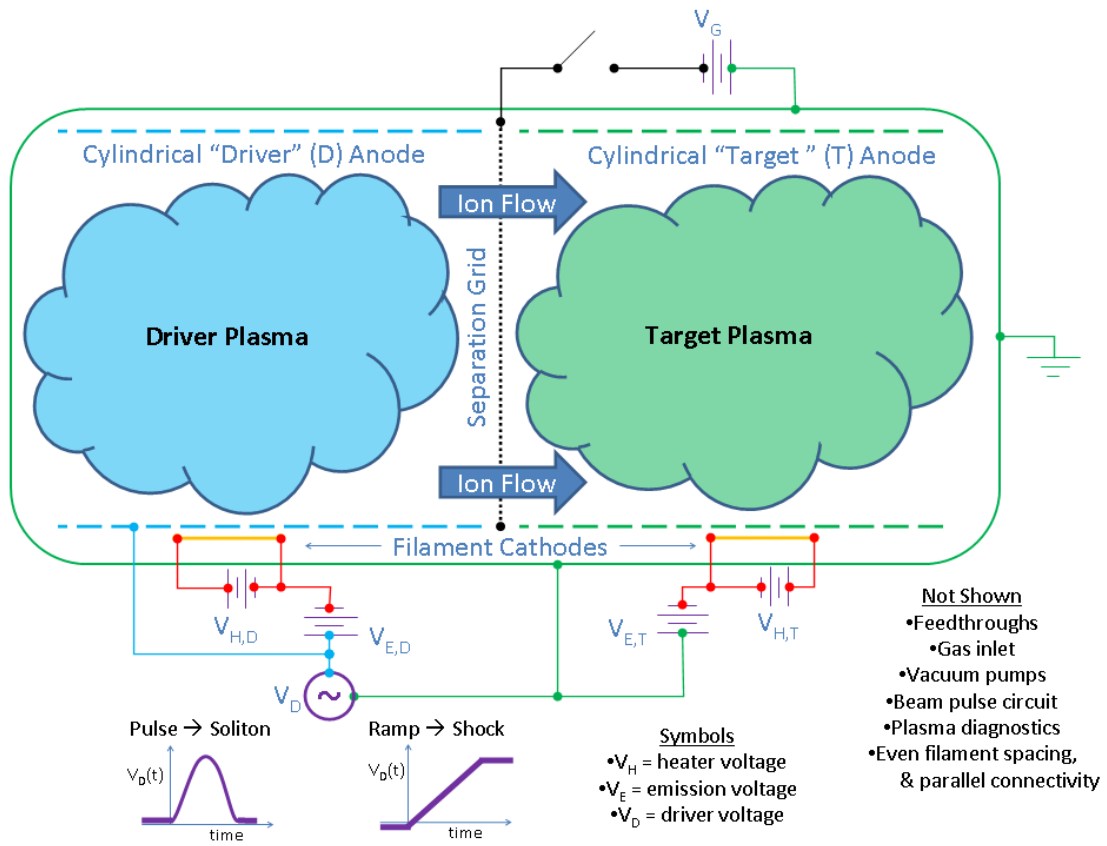 V_G
Cylindrical “Driver” (D) Anode
Cylindrical “Target ” (T) Anode
Ion Flow
Separation Grid
Driver Plasma
Target Plasma
Ion Flow
Filament Cathodes
V_H,D
V_E,D
V_E,T
V_H,T
V_D
~
Not Shown
•Feedthroughs
•Gas inlet
•Vacuum pumps
•Beam pulse circuit
•Plasma diagnostics
•Even filament spacing,
& parallel connectivity
Pulse → Soliton
V_D(t)
time
Ramp → Shock
V_D(t)
time
Symbols
•V_H = heater voltage
•V_E = emission voltage
•V_D = driver voltage